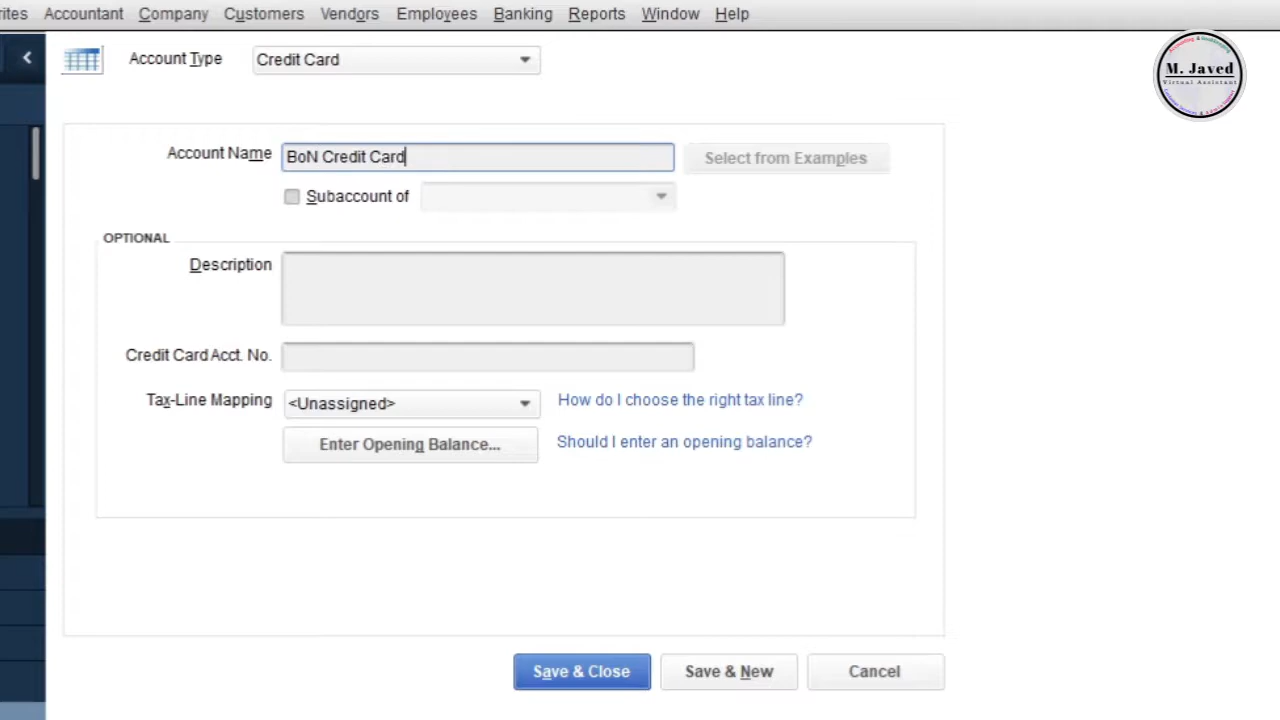 rites Accountant Company Customers Vendors Employees Banking Reports Window Help
Account Type Credit Card
M. Javed
Virtual Assistant
Account Name BoN Credit Card Select from Examples
Subaccount of
OPTIONAL
Description
Credit Card Acct. No.
Tax-Line Mapping <Unassigned> How do I choose the right tax line?
Enter Opening Balance... Should I enter an opening balance?
Save & Close Save & New Cancel